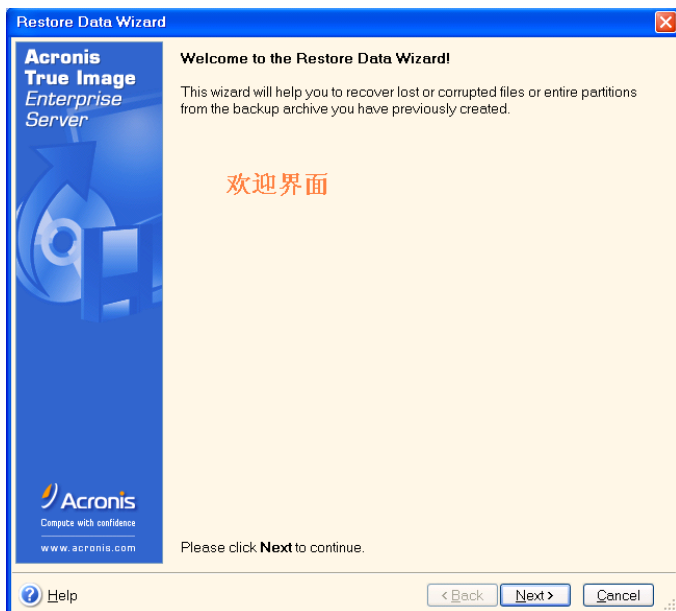 Restore Data Wizard
Acronis
True Image
Enterprise
Server
Welcome to the Restore Data Wizard!
This wizard will help you to recover lost or corrupted files or entire partitions
from the backup archive you have previously created.
欢迎界面
Acronis
Compute with confidence
www.acronis.com
Please click Next to continue.
Help
< Back
Next >
Cancel